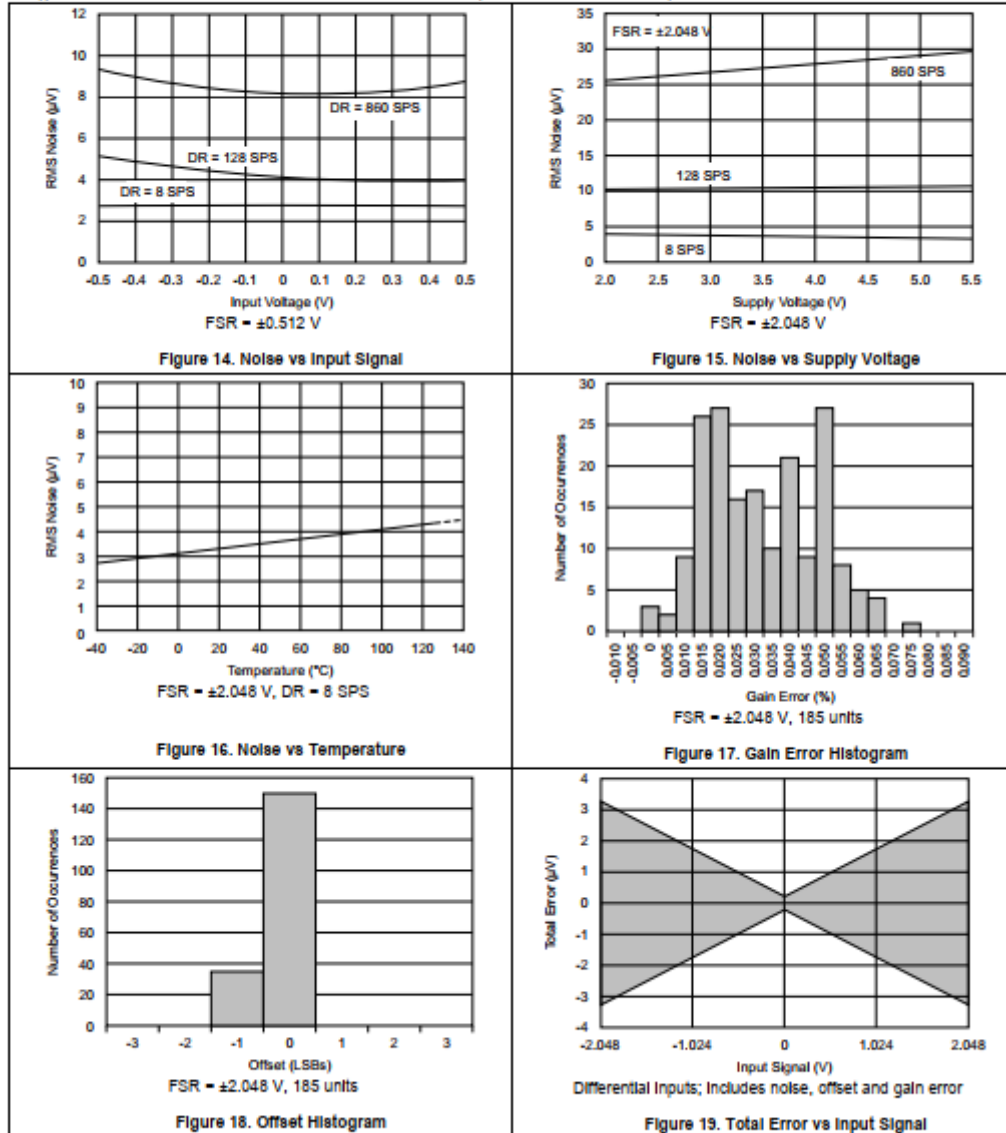 12
10
8
6
4
2
0
RMS Noise (µV)
DR = 860 SPS
DR = 128 SPS
DR = 8 SPS
-0.5 -0.4 -0.3 -0.2 -0.1 0 0.1 0.2 0.3 0.4 0.5
Input Voltage (V)
FSR = ±0.512 V
Figure 14. Noise vs Input Signal
35
30
25
20
15
10
5
0
RMS Noise (µV)
FSR = ±2.048 V
860 SPS
128 SPS
8 SPS
2.0 2.5 3.0 3.5 4.0 4.5 5.0 5.5
Supply Voltage (V)
FSR = ±2.048 V
Figure 15. Noise vs Supply Voltage
10
9
8
7
6
5
4
3
2
1
0
RMS Noise (µV)
-40 -20 0 20 40 60 80 100 120 140
Temperature (°C)
FSR = ±2.048 V, DR = 8 SPS
Figure 16. Noise vs Temperature
30
25
20
15
10
5
0
Number of Occurrences
-0.010 -0.005 0 0.005 0.010 0.015 0.020 0.025 0.030 0.035 0.040 0.045 0.050 0.055 0.060 0.065 0.070 0.075 0.080 0.085 0.090
Gain Error (%)
FSR = ±2.048 V, 185 units
Figure 17. Gain Error Histogram
160
140
120
100
80
60
40
20
0
Number of Occurrences
-3 -2 -1 0 1 2 3
Offset (LSBs)
FSR = ±2.048 V, 185 units
Figure 18. Offset Histogram
4
3
2
1
0
-1
-2
-3
-4
Total Error (µV)
-2.048 -1.024 0 1.024 2.048
Input Signal (V)
Differential inputs; includes noise, offset and gain error
Figure 19. Total Error vs Input Signal